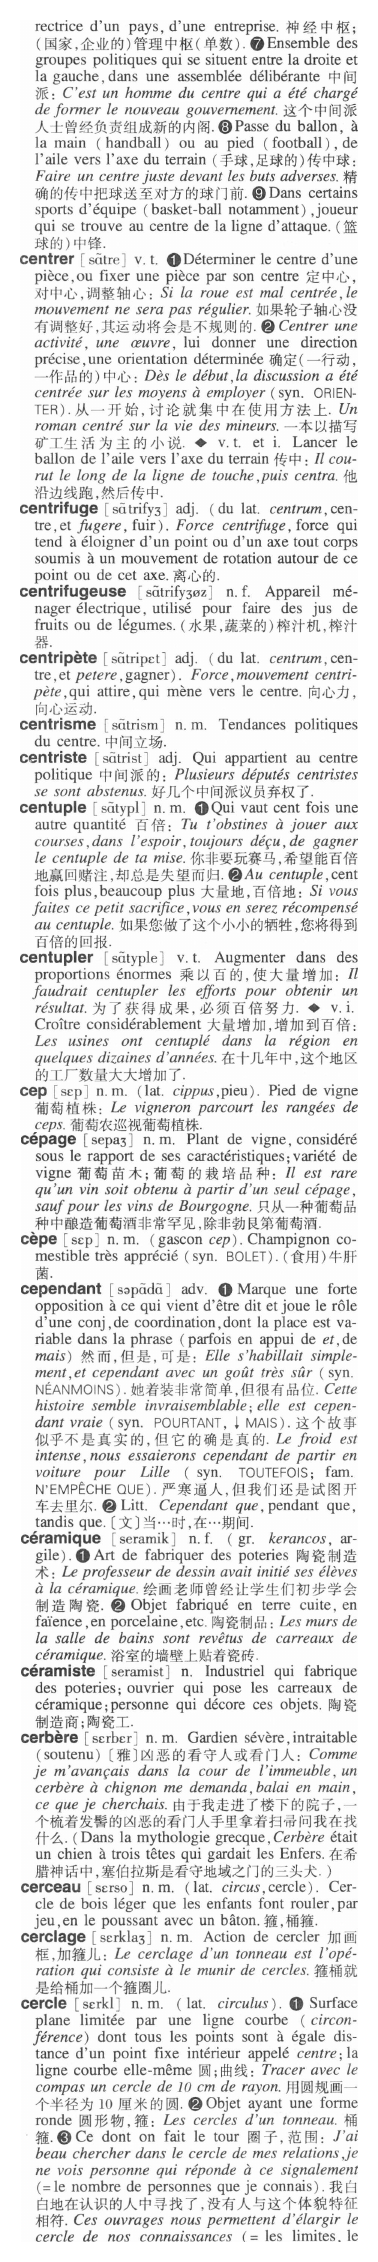 rectrice d'un pays, d'une entreprise. 神经中枢;
(国家,企业的)管理中枢(单数). ❼ Ensemble des
groupes politiques qui se situent entre la droite et
la gauche, dans une assemblée délibérante 中间
派: C'est un homme du centre qui a été chargé
de former le nouveau gouvernement. 这个中间派
人士曾经负责组成新的内阁. ❽ Passe du ballon, à
la main (handball) ou au pied (football), de
l'aile vers l'axe du terrain (手球,足球的)传中球:
Faire un centre juste devant les buts adverses. 精
确的传中把球送至对方的球门前. ❾ Dans certains
sports d'équipe (basket-ball notamment), joueur
qui se trouve au centre de la ligne d'attaque. (篮
球的)中锋.
centrer [sɑ̃tre] v. t. ❶ Déterminer le centre d'une
pièce, ou fixer une pièce par son centre 定中心,
对中心,调整轴心: Si la roue est mal centrée, le
mouvement ne sera pas régulier. 如果轮子轴心没
有调整好,其运动将会是不规则的. ❷ Centrer une
activité, une œuvre, lui donner une direction
précise, une orientation déterminée 确定(一行动,
一作品的)中心: Dès le début, la discussion a été
centrée sur les moyens à employer (syn. ORIEN-
TER). 从一开始,讨论就集中在使用方法上. Un
roman centré sur la vie des mineurs. 一本以描写
矿工生活为主的小说. ◆ v. t. et i. Lancer le
ballon de l'aile vers l'axe du terrain 传中: Il cou-
rut le long de la ligne de touche, puis centra. 他
沿边线跑,然后传中.
centrifuge [sɑ̃trifyʒ] adj. (du lat. centrum, cen-
tre, et fugere, fuir). Force centrifuge, force qui
tend à éloigner d'un point ou d'un axe tout corps
soumis à un mouvement de rotation autour de ce
point ou de cet axe. 离心的.
centrifugeuse [sɑ̃trifyʒøz] n. f. Appareil mé-
nager électrique, utilisé pour faire des jus de
fruits ou de légumes. (水果,蔬菜的)榨汁机,榨汁
器.
centripète [sɑ̃tripɛt] adj. (du lat. centrum, cen-
tre, et petere, gagner). Force, mouvement centri-
pète, qui attire, qui mène vers le centre. 向心力,
向心运动.
centrisme [sɑ̃trism] n. m. Tendances politiques
du centre. 中间立场.
centriste [sɑ̃trist] adj. Qui appartient au centre
politique 中间派的: Plusieurs députés centristes
se sont abstenus. 好几个中间派议员弃权了.
centuple [sɑ̃typl] n. m. ❶ Qui vaut cent fois une
autre quantité 百倍: Tu t'obstines à jouer aux
courses, dans l'espoir, toujours déçu, de gagner
le centuple de ta mise. 你非要玩赛马,希望能百倍
地赢回赌注,却总是失望而归. ❷ Au centuple, cent
fois plus, beaucoup plus 大量地,百倍地: Si vous
faites ce petit sacrifice, vous en serez récompensé
au centuple. 如果您做了这个小小的牺牲,您将得到
百倍的回报.
centupler [sɑ̃typle] v. t. Augmenter dans des
proportions énormes 乘以百的,使大量增加: Il
faudrait centupler les efforts pour obtenir un
résultat. 为了获得成果,必须百倍努力. ◆ v. i.
Croître considérablement 大量增加,增加到百倍:
Les usines ont centuplé dans la région en
quelques dizaines d'années. 在十几年中,这个地区
的工厂数量大大增加了.
cep [sɛp] n. m. (lat. cippus, pieu). Pied de vigne
葡萄植株: Le vigneron parcourt les rangées de
ceps. 葡萄农巡视葡萄植株.
cépage [sepaʒ] n. m. Plant de vigne, considéré
sous le rapport de ses caractéristiques; variété de
vigne 葡萄苗木;葡萄的栽培品种: Il est rare
qu'un vin soit obtenu à partir d'un seul cépage,
sauf pour les vins de Bourgogne. 只从一种葡萄品
种中酿造葡萄酒非常罕见,除非勃艮第葡萄酒.
cèpe [sɛp] n. m. (gascon cep). Champignon co-
mestible très apprécié (syn. BOLET). (食用)牛肝
菌.
cependant [səpɑ̃dɑ̃] adv. ❶ Marque une forte
opposition à ce qui vient d'être dit et joue le rôle
d'une conj. de coordination, dont la place est va-
riable dans la phrase (parfois en appui de et, de
mais) 然而,但是,可是: Elle s'habillait simple-
ment, et cependant avec un goût très sûr (syn.
NÉANMOINS). 她着装非常简单,但很有品位. Cette
histoire semble invraisemblable; elle est cepen-
dant vraie (syn. POURTANT, ↓ MAIS). 这个故事
似乎不是真实的,但它的确是真的. Le froid est
intense, nous essaierons cependant de partir en
voiture pour Lille (syn. TOUTEFOIS; fam.
N'EMPÊCHE QUE). 严寒逼人,但我们还是试图开
车去里尔. ❷ Litt. Cependant que, pendant que,
tandis que. [文]当…时,在…期间.
céramique [seramik] n. f. (gr. kerancos, ar-
gile). ❶ Art de fabriquer des poteries 陶瓷制造
术: Le professeur de dessin avait initié ses élèves
à la céramique. 绘画老师曾经让学生们初步学会
制造陶瓷. ❷ Objet fabriqué en terre cuite, en
faïence, en porcelaine, etc. 陶瓷制品: Les murs de
la salle de bains sont revêtus de carreaux de
céramique. 浴室的墙壁上贴着瓷砖.
céramiste [seramist] n. Industriel qui fabrique
des poteries; ouvrier qui pose les carreaux de
céramique; personne qui décore ces objets. 陶瓷
制造商;陶瓷工.
cerbère [sɛrbɛr] n. m. Gardien sévère, intraitable
(soutenu) [雅]凶恶的看守人或看门人: Comme
je m'avançais dans la cour de l'immeuble, un
cerbère à chignon me demanda, balai en main,
ce que je cherchais. 由于我走进了楼下的院子,一
个梳着发髻的凶恶的看门人手里拿着扫帚问我在找
什么. (Dans la mythologie grecque, Cerbère était
un chien à trois têtes qui gardait les Enfers. 在希
腊神话中,塞伯拉斯是看守地域之门的三头犬.)
cerceau [sɛrso] n. m. (lat. circus, cercle). Cer-
cle de bois léger que les enfants font rouler, par
jeu, en le poussant avec un bâton. 箍,桶箍.
cerclage [sɛrklaʒ] n. m. Action de cercler 加画
框,加箍儿: Le cerclage d'un tonneau est l'opé-
ration qui consiste à le munir de cercles. 箍桶就
是给桶加一个箍圈儿.
cercle [sɛrkl] n. m. (lat. circulus). ❶ Surface
plane limitée par une ligne courbe (circon-
férence) dont tous les points sont à égale dis-
tance d'un point fixe intérieur appelé centre; la
ligne courbe elle-même 圆;曲线: Tracer avec le
compas un cercle de 10 cm de rayon. 用圆规画一
个半径为 10 厘米的圆. ❷ Objet ayant une forme
ronde 圆形物,箍: Les cercles d'un tonneau. 桶
箍. ❸ Ce dont on fait le tour 圈子,范围: J'ai
beau chercher dans le cercle de mes relations, je
ne vois personne qui réponde à ce signalement
(= le nombre de personnes que je connais). 我白
白地在认识的人中寻找了,没有人与这个体貌特征
相符. Ces ouvrages nous permettent d'élargir le
cercle de nos connaissances (= les limites, le